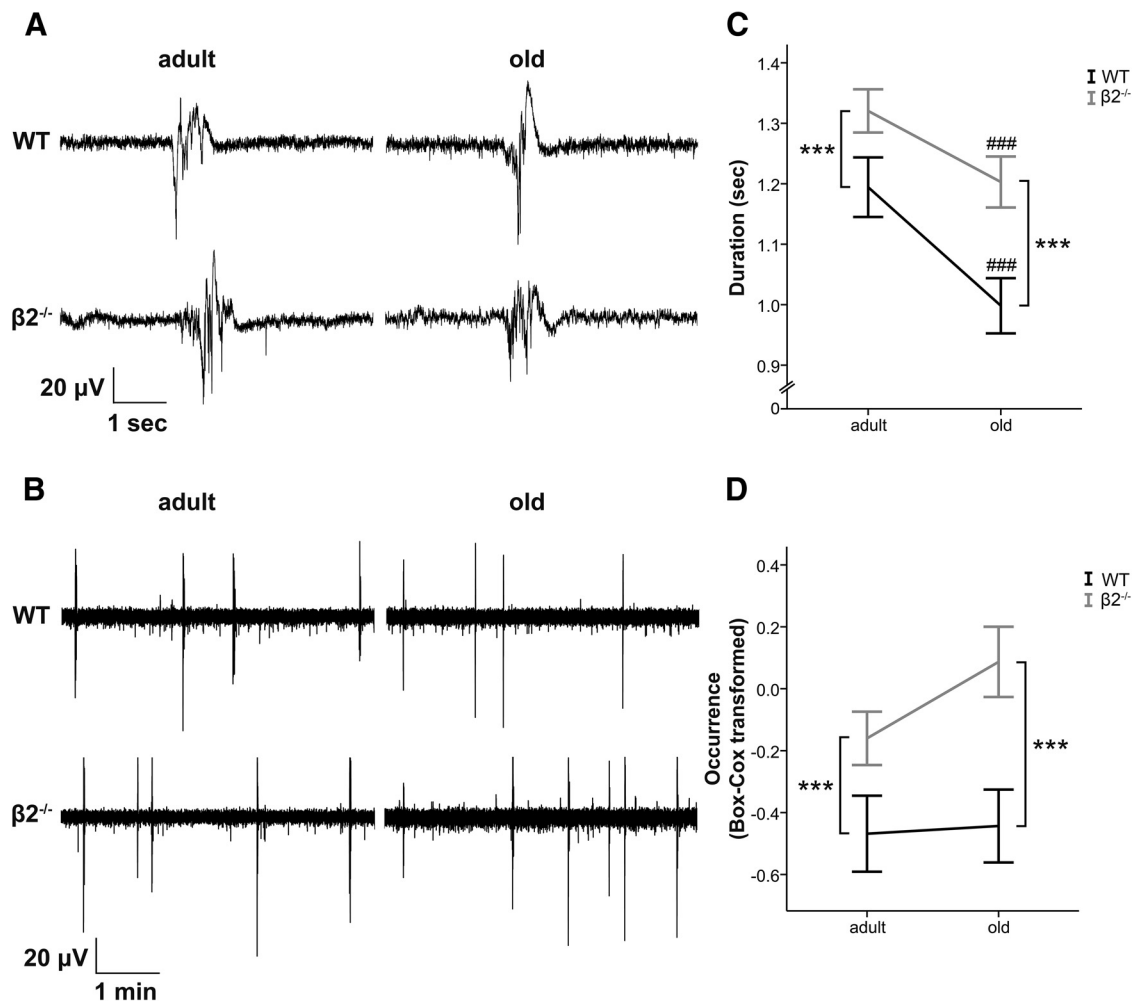 A
adult old
WT
β2-/-
20 µV
1 sec
C
1.4
1.3
1.2
1.1
1.0
0.9
0
Duration (sec)
adult old
***
***
###
###
WT
β2-/-
B
adult old
WT
β2-/-
20 µV
1 min
D
0.4
0.2
0.0
-0.2
-0.4
-0.6
Occurrence
(Box-Cox transformed)
adult old
***
***
WT
β2-/-